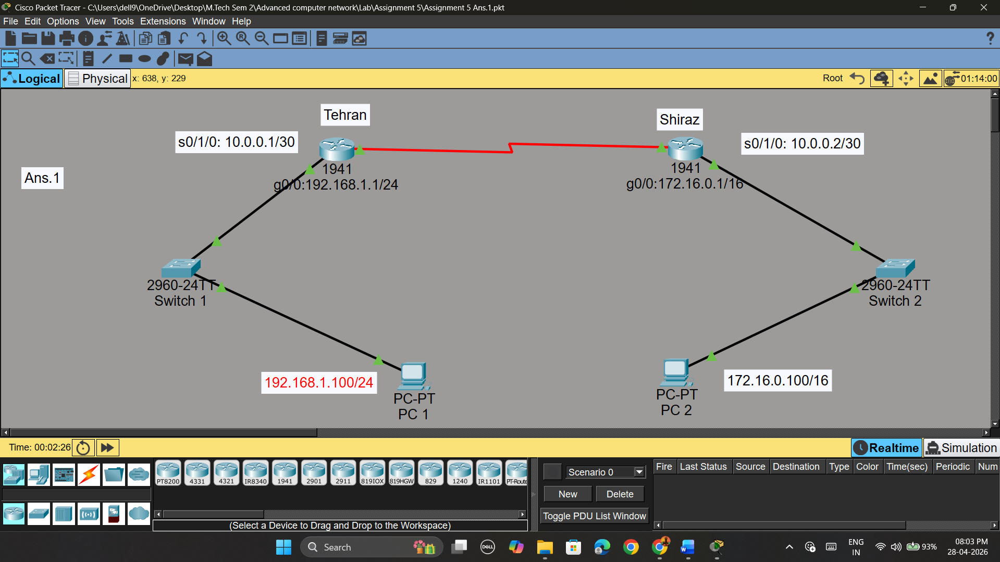 Cisco Packet Tracer - C:\Users\dell9\OneDrive\Desktop\M.Tech Sem 2\Advanced computer network\Lab\Assignment 5\Assignment 5 Ans.1.pkt
File Edit Options View Tools Extensions Window Help
?
Logical Physical x: 638, y: 229 Root 01:14:00
Tehran
Shiraz
s0/1/0: 10.0.0.1/30
s0/1/0: 10.0.0.2/30
1941
g0/0:192.168.1.1/24
1941
g0/0:172.16.0.1/16
Ans.1
2960-24TT
Switch 1
2960-24TT
Switch 2
192.168.1.100/24
PC-PT
PC 1
PC-PT
PC 2
172.16.0.100/16
Time: 00:02:26 Realtime Simulation
PT8200 4331 4321 IR8340 1941 2901 2911 819IOX 819HGW 829 1240 IR1101 PT-Route
(Select a Device to Drag and Drop to the Workspace)
Scenario 0
New Delete
Toggle PDU List Window
Fire Last Status Source Destination Type Color Time(sec) Periodic Num
Search
DELL
W
ENG
IN
93%
08:03 PM
28-04-2026